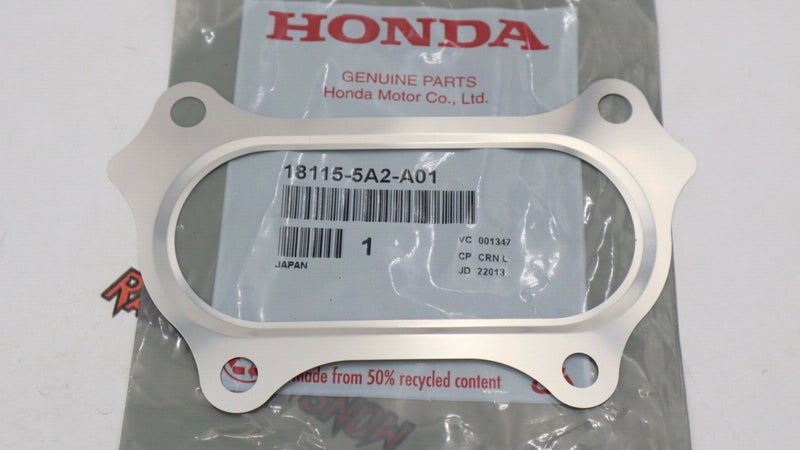 HONDA
GENUINE PARTS
Honda Motor Co., Ltd.
18115-5A2-A01
1
JAPAN
VC 001347
CP CRN L
JD 22013
made from 50% recycled content